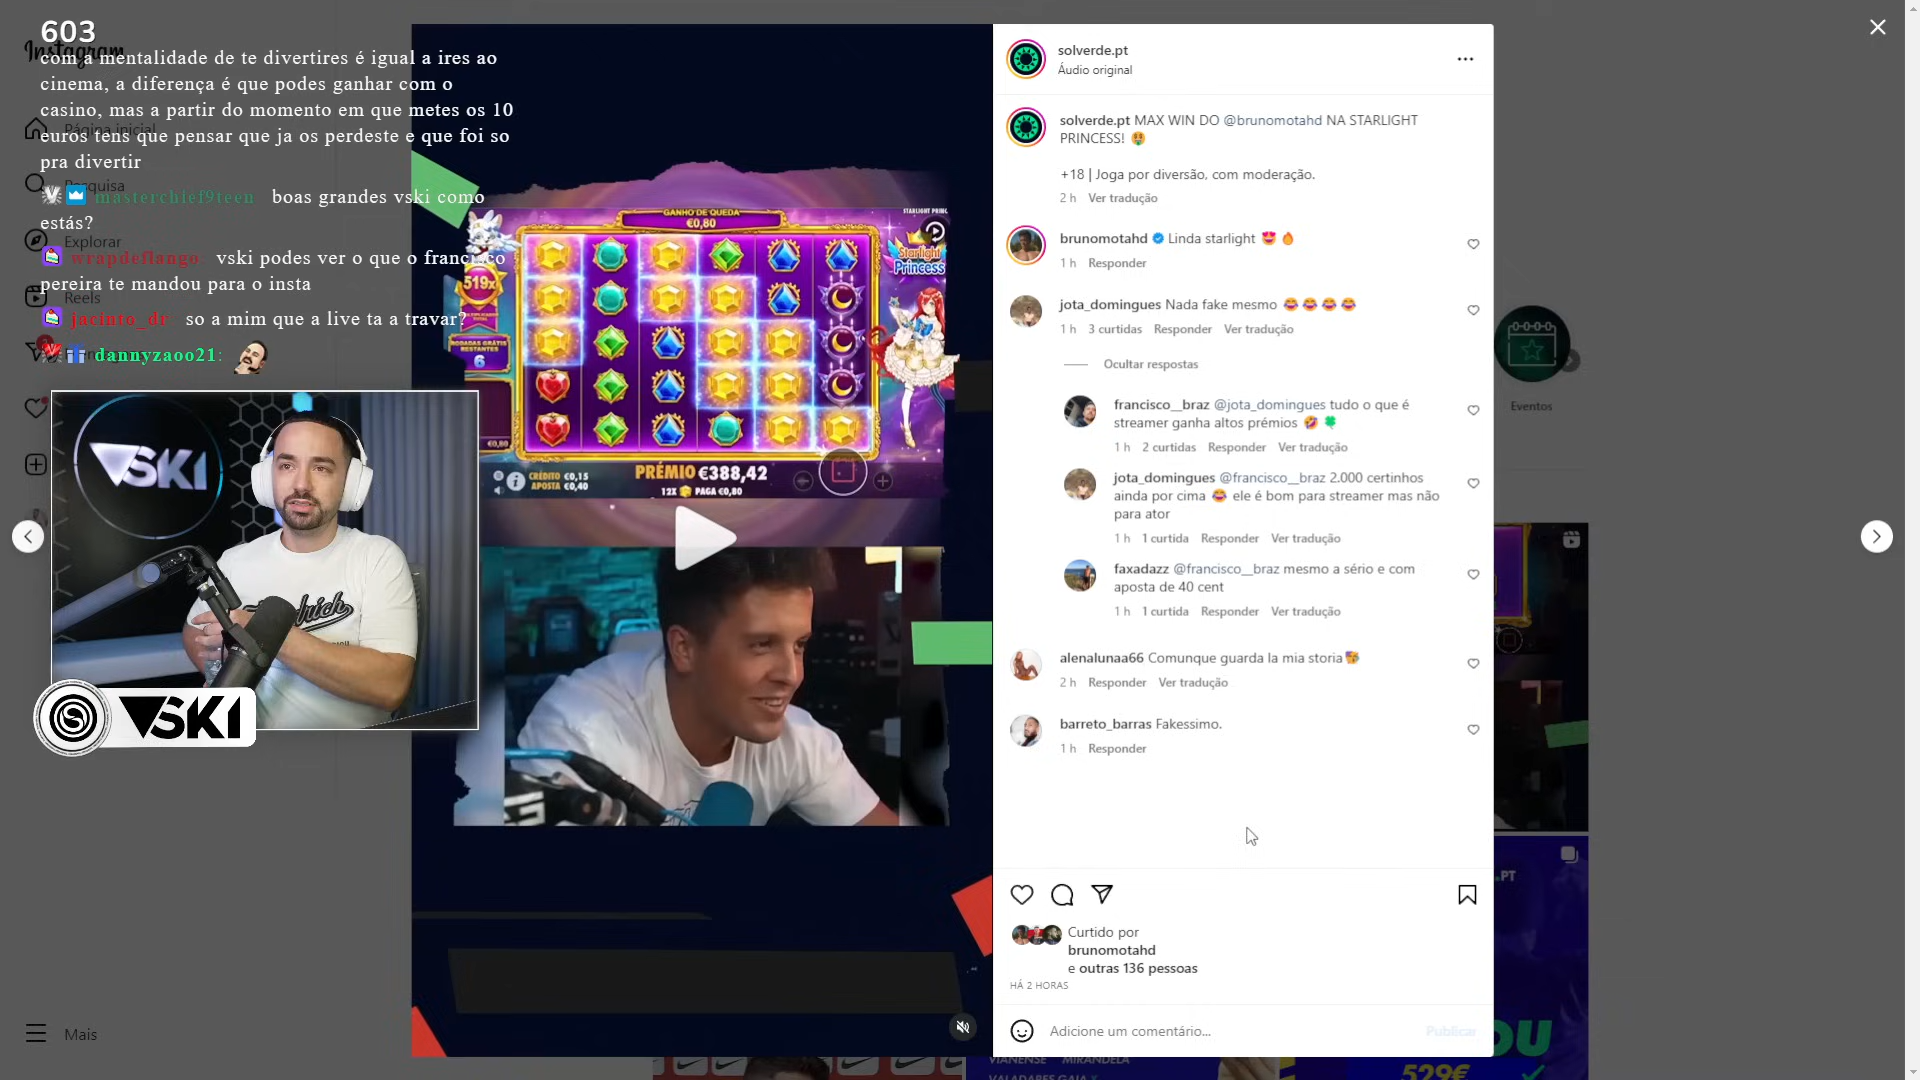 603
Instagram
com a mentalidade de te divertires é igual a ires ao
cinema, a diferença é que podes ganhar com o
casino, mas a partir do momento em que metes os 10
euros tens que pensar que ja os perdeste e que foi so
pra divertir
masterchief9teen boas grandes vski como
estás?
wrapdeflango: vski podes ver o que o francisco
pereira te mandou para o insta
jacinto_dr: so a mim que a live ta a travar?
dannyzaoo21:
Página inicial
Pesquisa
Explorar
Reels
Mais
VSKI
VSKI
GANHO DE QUEDA
€0,80
STARLIGHT PRINC
Starlight
Princess
519x
RODADAS GRÁTIS
RESTANTES
6
€0,80
CRÉDITO €0,15
APOSTA €0,40
PRÉMIO €388,42
12X PAGA €0,80
solverde.pt
Áudio original
solverde.pt MAX WIN DO @brunomotahd NA STARLIGHT
PRINCESS! 🤑
+18 | Joga por diversão, com moderação.
2 h Ver tradução
brunomotahd Linda starlight 😍 🔥
1 h Responder
jota_domingues Nada fake mesmo 😂 😂 😂 😂
1 h 3 curtidas Responder Ver tradução
Ocultar respostas
francisco__braz @jota_domingues tudo o que é
streamer ganha altos prémios 🤣 🍀
1 h 2 curtidas Responder Ver tradução
jota_domingues @francisco__braz 2.000 certinhos
ainda por cima 😂 ele é bom para streamer mas não
para ator
1 h 1 curtida Responder Ver tradução
faxadazz @francisco__braz mesmo a sério e com
aposta de 40 cent
1 h 1 curtida Responder Ver tradução
alenalunaa66 Comunque guarda la mia storia
2 h Responder Ver tradução
barreto_barras Fakessimo.
1 h Responder
Curtido por
brunomotahd
e outras 136 pessoas
HÁ 2 HORAS
Adicione um comentário...
Publicar
Eventos
.PT
OU
529€
VIANENSE MIRANDELA
VALADARES GAIA X